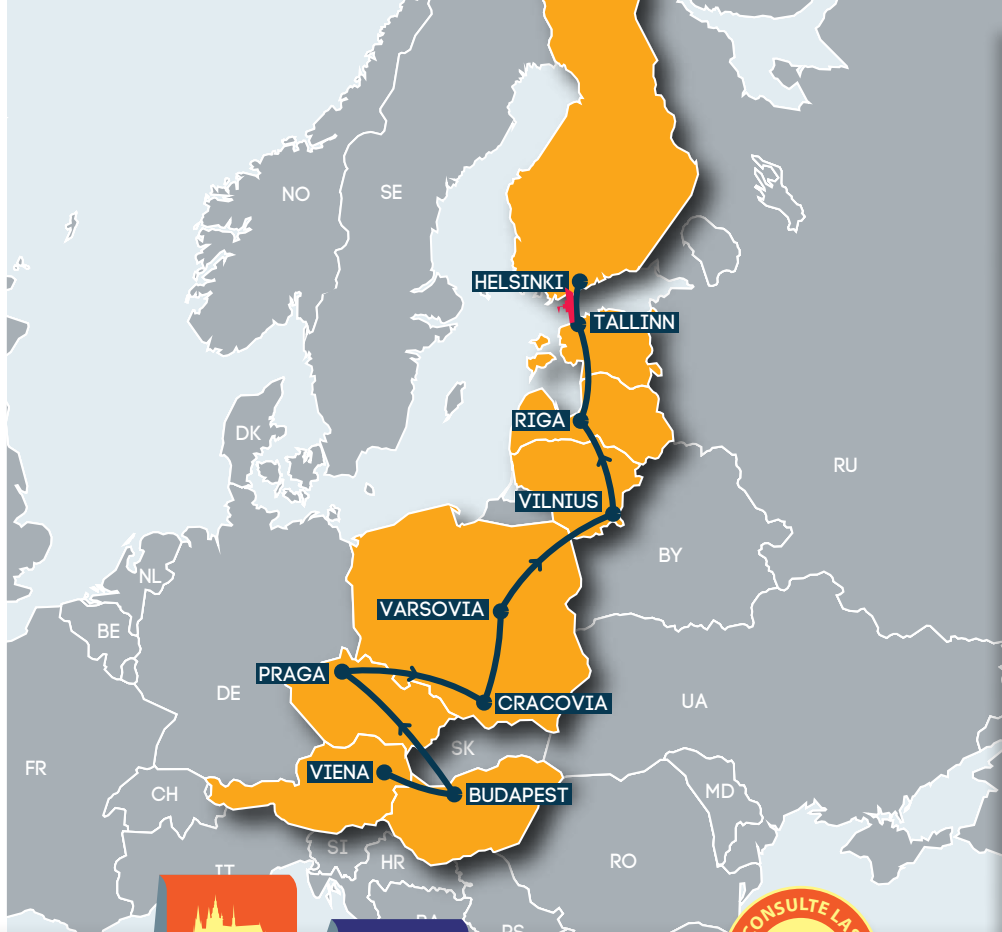 NO
SE
HELSINKI
TALLINN
RIGA
DK
RU
VILNIUS
BY
NL
VARSOVIA
BE
PRAGA
DE
CRACOVIA
UA
SK
FR
VIENA
CH
BUDAPEST
MD
SI
HR
RO
IT
CONSULTE LAS